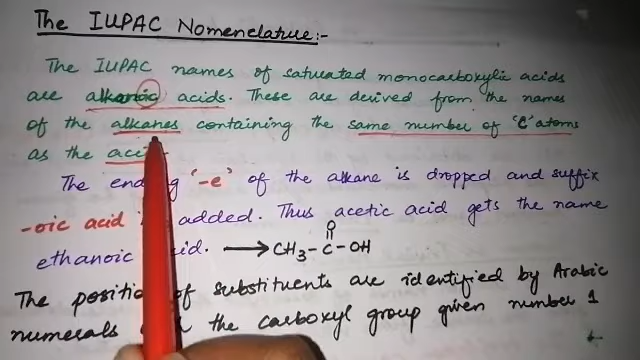 The IUPAC Nomenclature:-
The IUPAC names of saturated monocarboxylic acids
are alkanoic acids. These are derived from the names
of the alkanes containing the same number of 'C' atoms
as the
The ending '-e' of the alkane is dropped and suffix
-oic acid added. Thus acetic acid gets the name
ethanoic CH3-C-OH
O
The position of substituents are identified by Arabic
numerals the carboxyl group given number 1